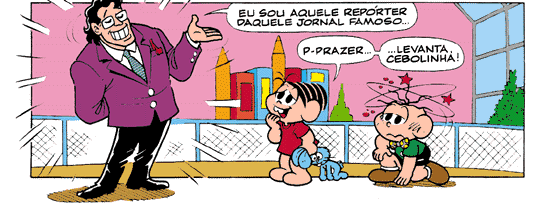 EU SOU AQUELE REPÓRTER
DAQUELE JORNAL FAMOSO...
P-PRAZER...
...LEVANTA,
CEBOLINHA!